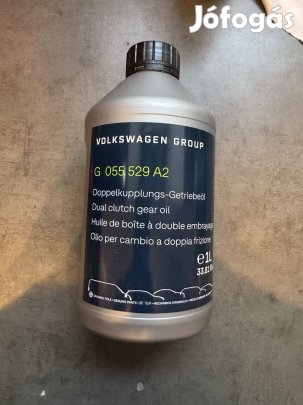 Jófogás
VOLKSWAGEN GROUP
G 055 529 A2
Doppelkupplungs-Getriebeöl
Dual clutch gear oil
Huile de boîte à double embrayage
Olio per cambio a doppia frizione
℮ 1L